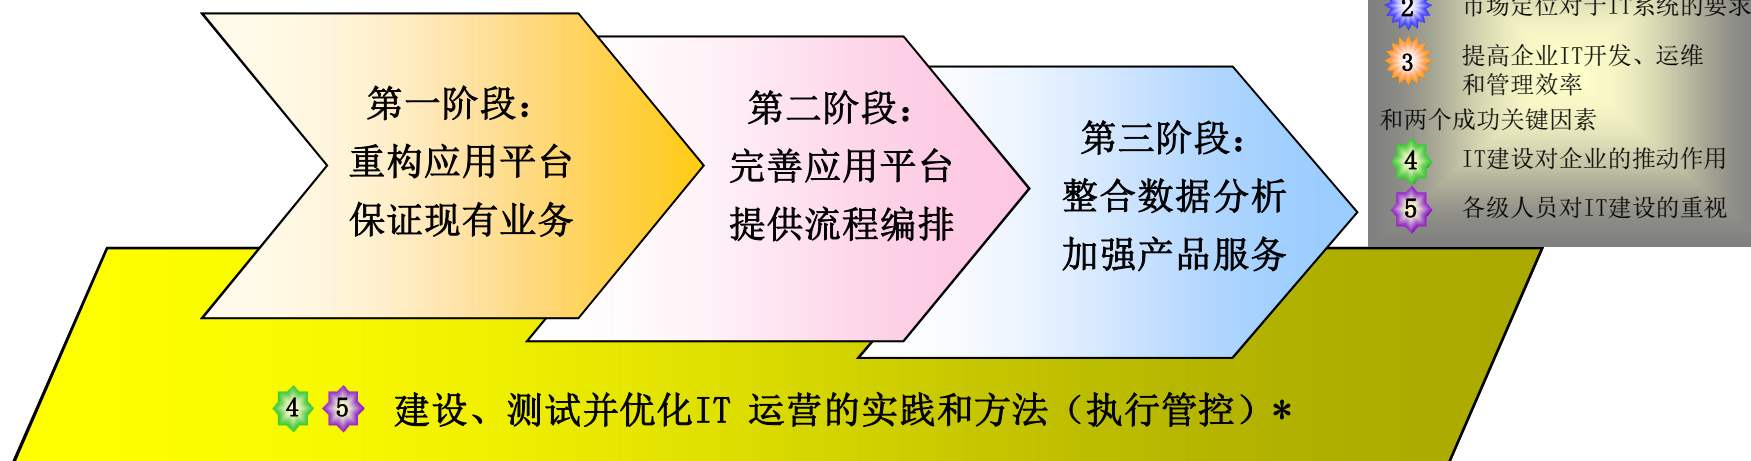 第一阶段：
重构应用平台
保证现有业务
第二阶段：
完善应用平台
提供流程编排
第三阶段：
整合数据分析
加强产品服务
2 市场定位对于IT系统的要求
3 提高企业IT开发、运维
和管理效率
和两个成功关键因素
4 IT建设对企业的推动作用
5 各级人员对IT建设的重视
4 5 建设、测试并优化IT 运营的实践和方法（执行管控）*